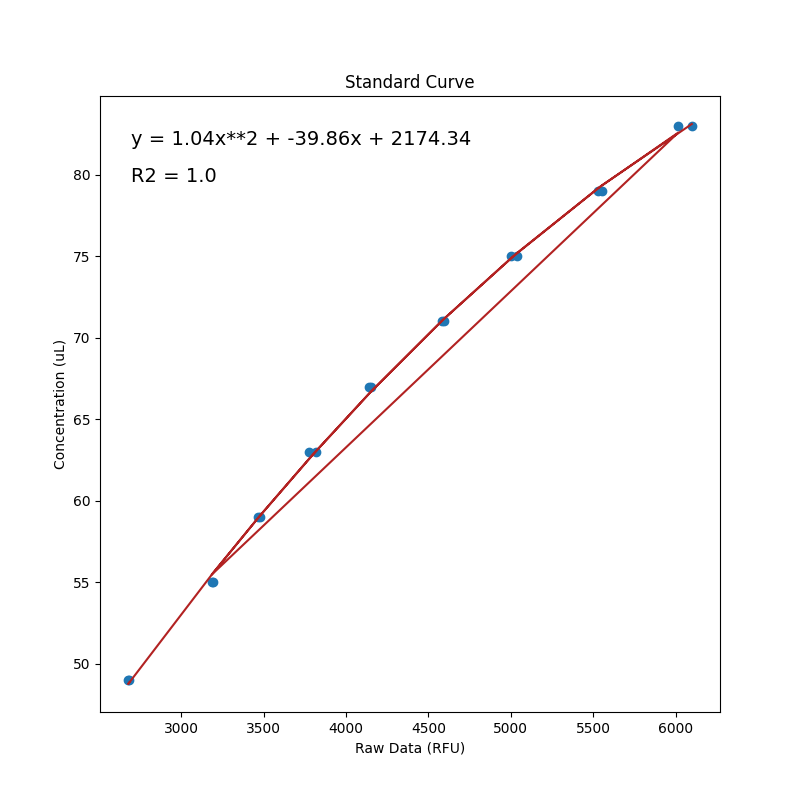 Standard Curve
y = 1.04x**2 + -39.86x + 2174.34
R2 = 1.0
80
75
70
65
60
55
50
Concentration (uL)
3000 3500 4000 4500 5000 5500 6000
Raw Data (RFU)